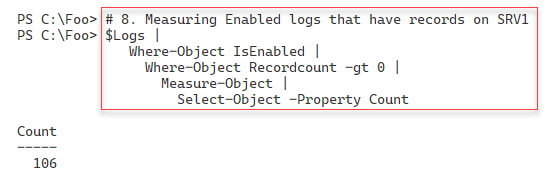 PS C:\Foo> # 8. Measuring Enabled logs that have records on SRV1
PS C:\Foo> $Logs |
Where-Object IsEnabled |
Where-Object Recordcount -gt 0 |
Measure-Object |
Select-Object -Property Count
Count
-----
106